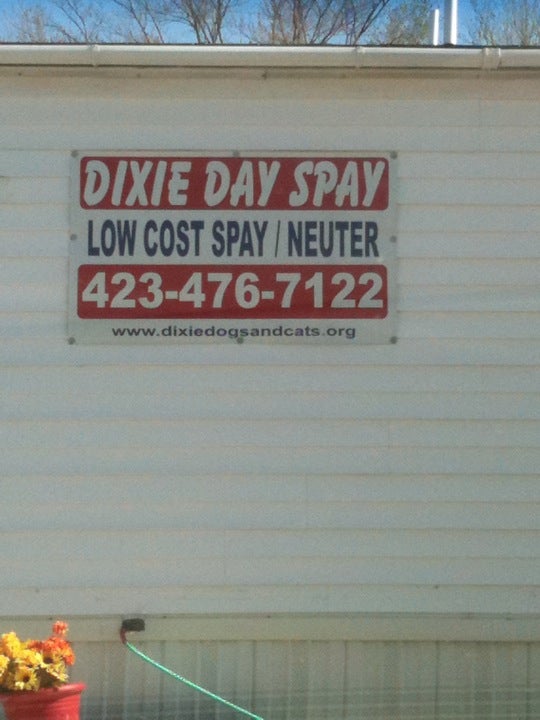 DIXIE DAY SPAY
LOW COST SPAY / NEUTER
423-476-7122
www.dixiedogsandcats.org